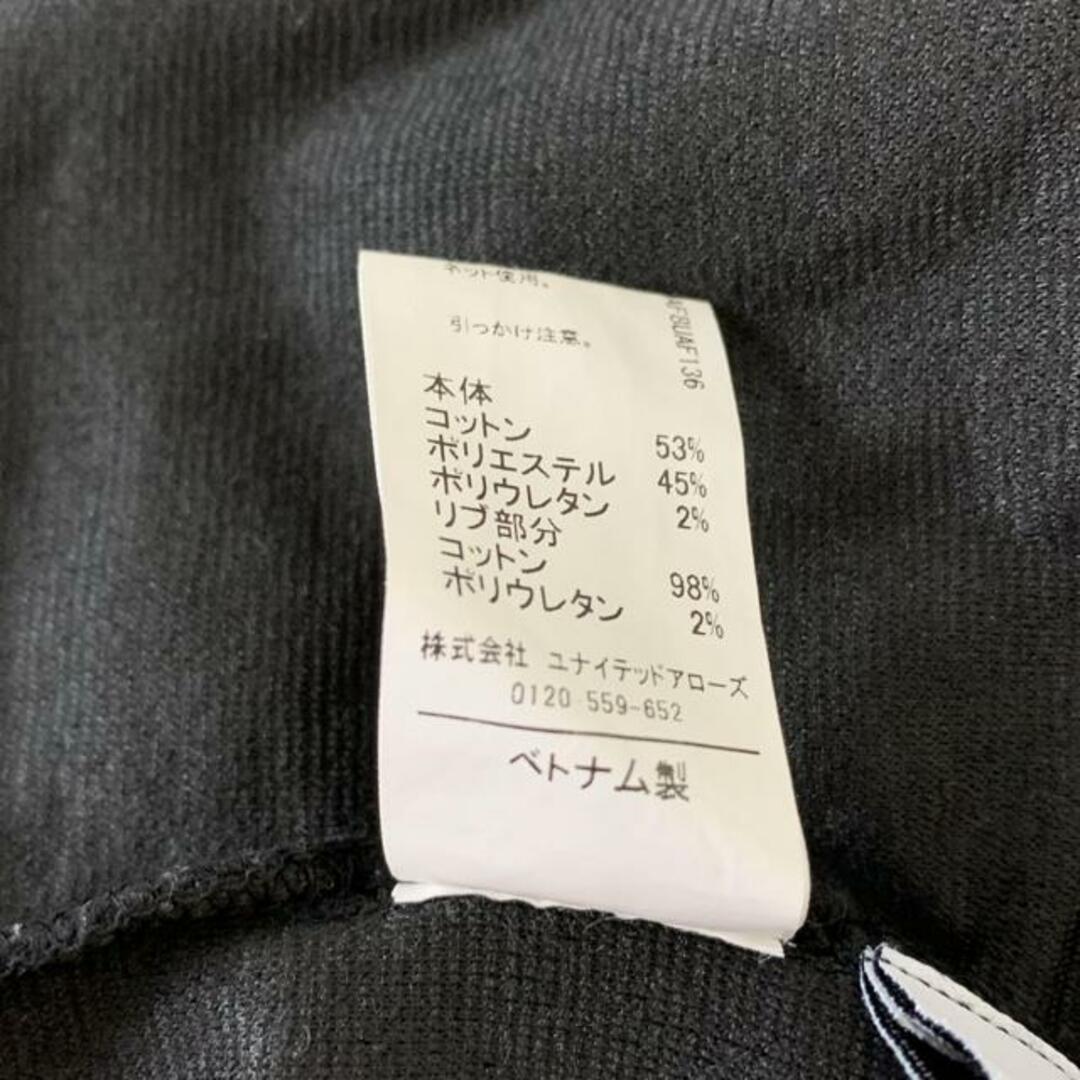 ネット使用。
引っかけ注意。
本体
コットン 53%
ポリエステル 45%
ポリウレタン 2%
リブ部分
コットン 98%
ポリウレタン 2%
株式会社 ユナイテッドアローズ
0120-559-652
ベトナム製